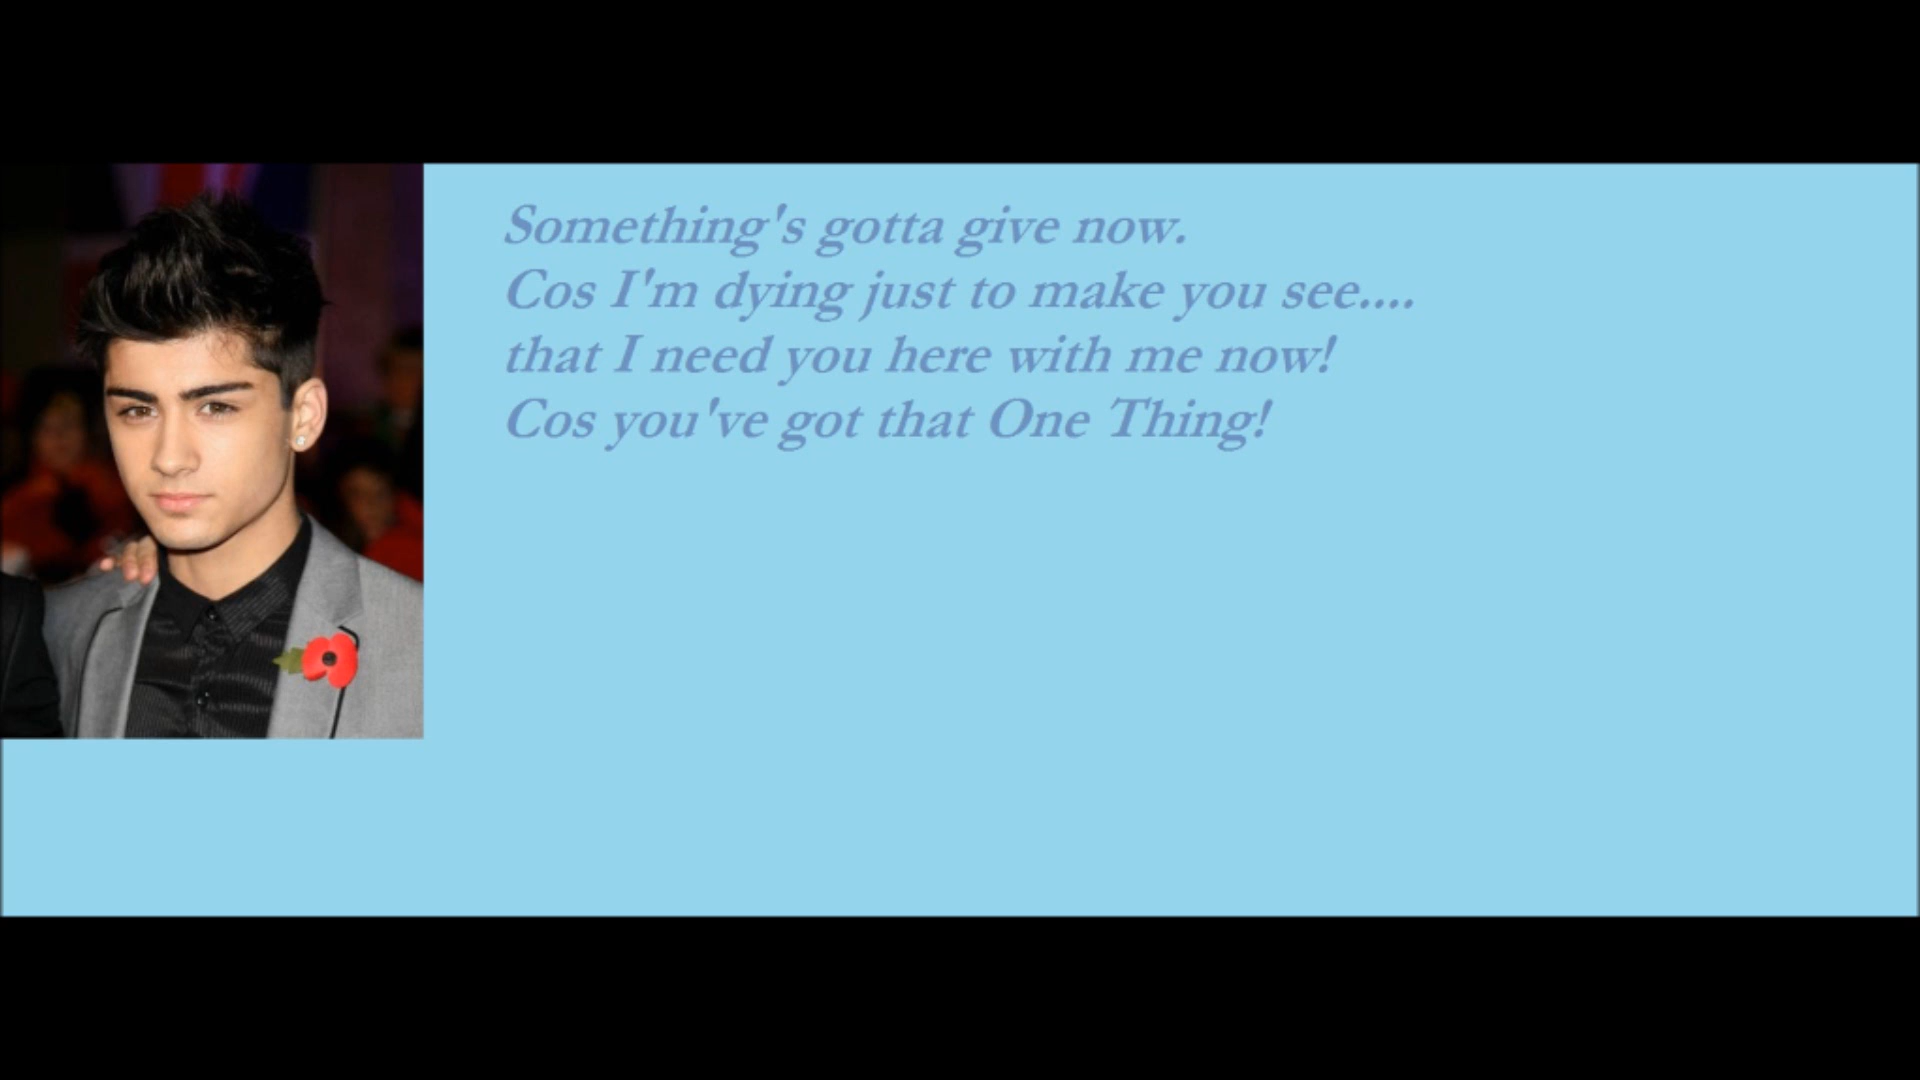 Something's gotta give now.
Cos I'm dying just to make you see....
that I need you here with me now!
Cos you've got that One Thing!